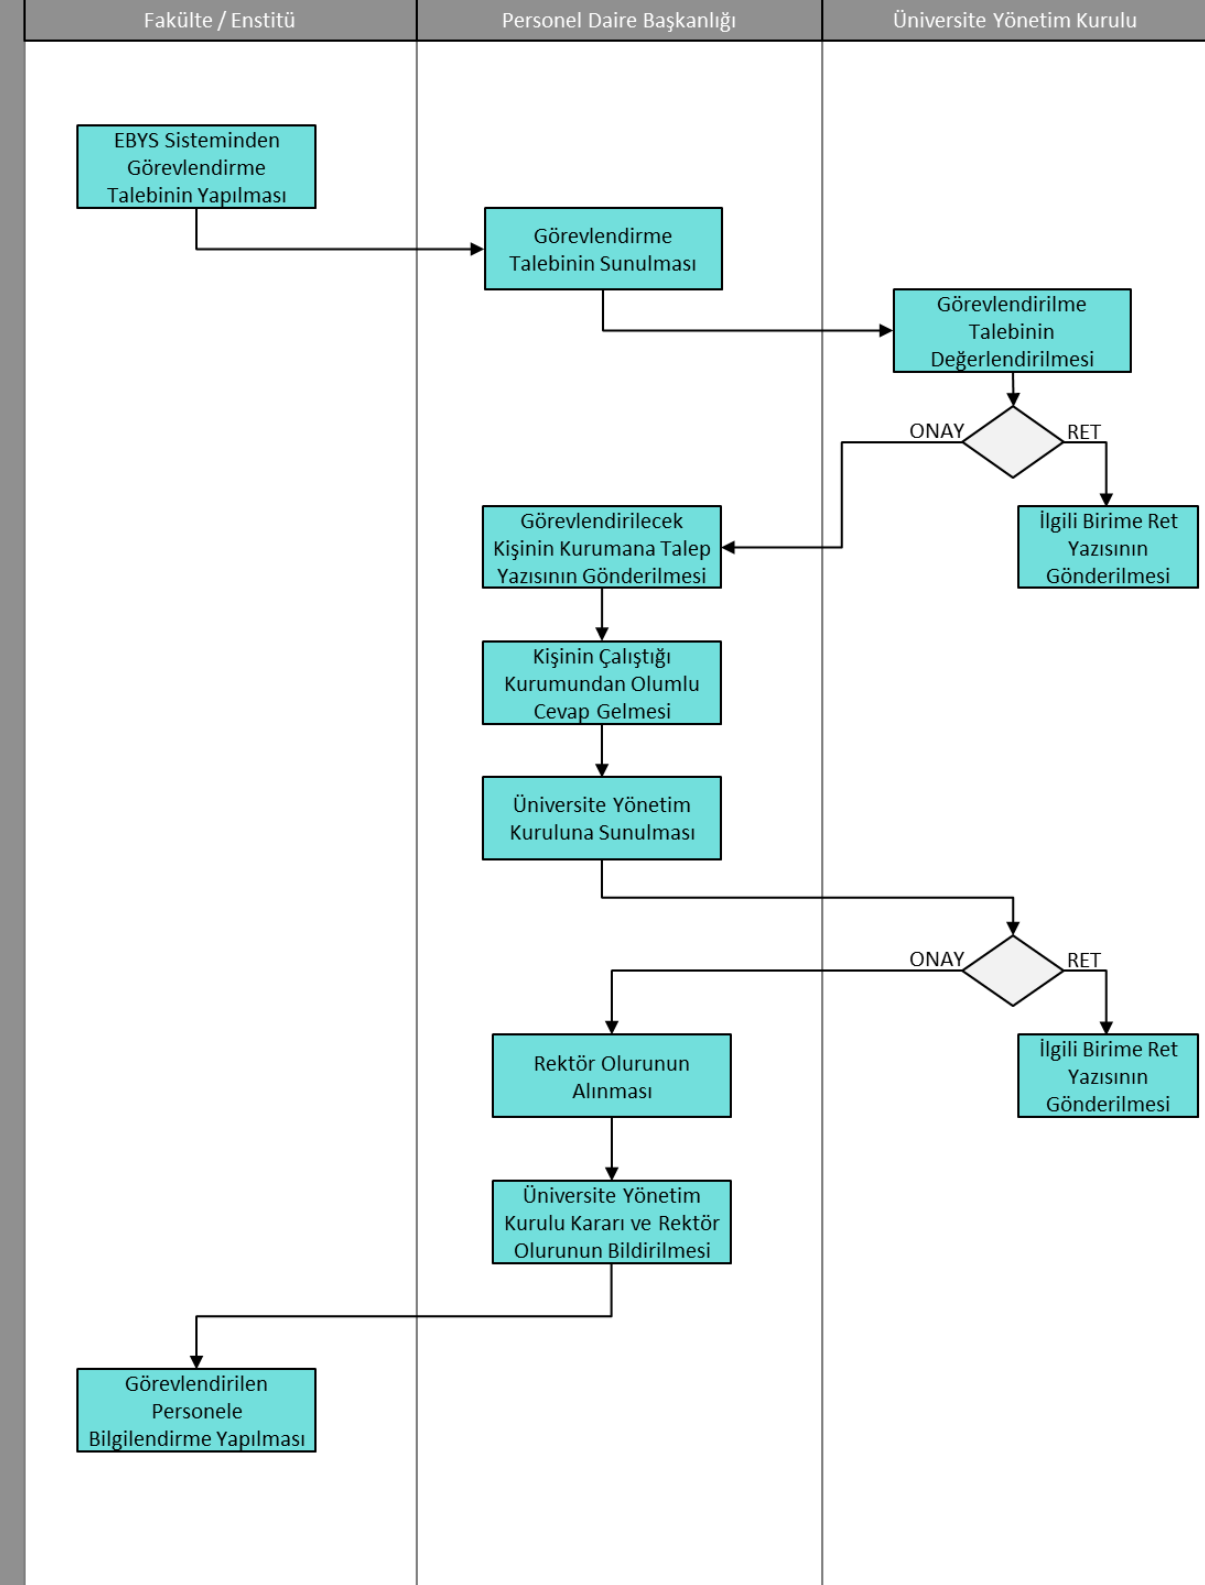 Fakülte / Enstitü
Personel Daire Başkanlığı
Üniversite Yönetim Kurulu
EBYS Sisteminden
Görevlendirme
Talebinin Yapılması
Görevlendirme
Talebinin Sunulması
Görevlendirilme
Talebinin
Değerlendirilmesi
ONAY
RET
Görevlendirilecek
Kişinin Kurumana Talep
Yazısının Gönderilmesi
İlgili Birime Ret
Yazısının
Gönderilmesi
Kişinin Çalıştığı
Kurumundan Olumlu
Cevap Gelmesi
Üniversite Yönetim
Kuruluna Sunulması
ONAY
RET
Rektör Olurunun
Alınması
İlgili Birime Ret
Yazısının
Gönderilmesi
Üniversite Yönetim
Kurulu Kararı ve Rektör
Olurunun Bildirilmesi
Görevlendirilen
Personele
Bilgilendirme Yapılması